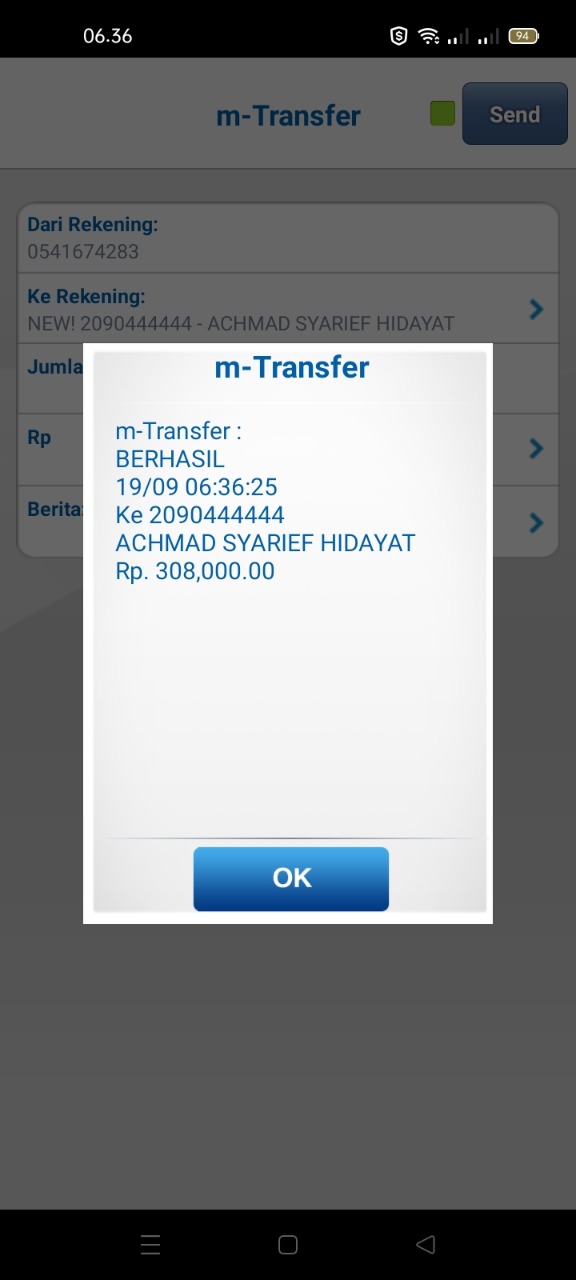 06.36
94
m-Transfer
Send
Dari Rekening:
0541674283
Ke Rekening:
NEW! 2090444444 - ACHMAD SYARIEF HIDAYAT
Jumla
Rp
Berita:
m-Transfer
m-Transfer :
BERHASIL
19/09 06:36:25
Ke 2090444444
ACHMAD SYARIEF HIDAYAT
Rp. 308,000.00
OK